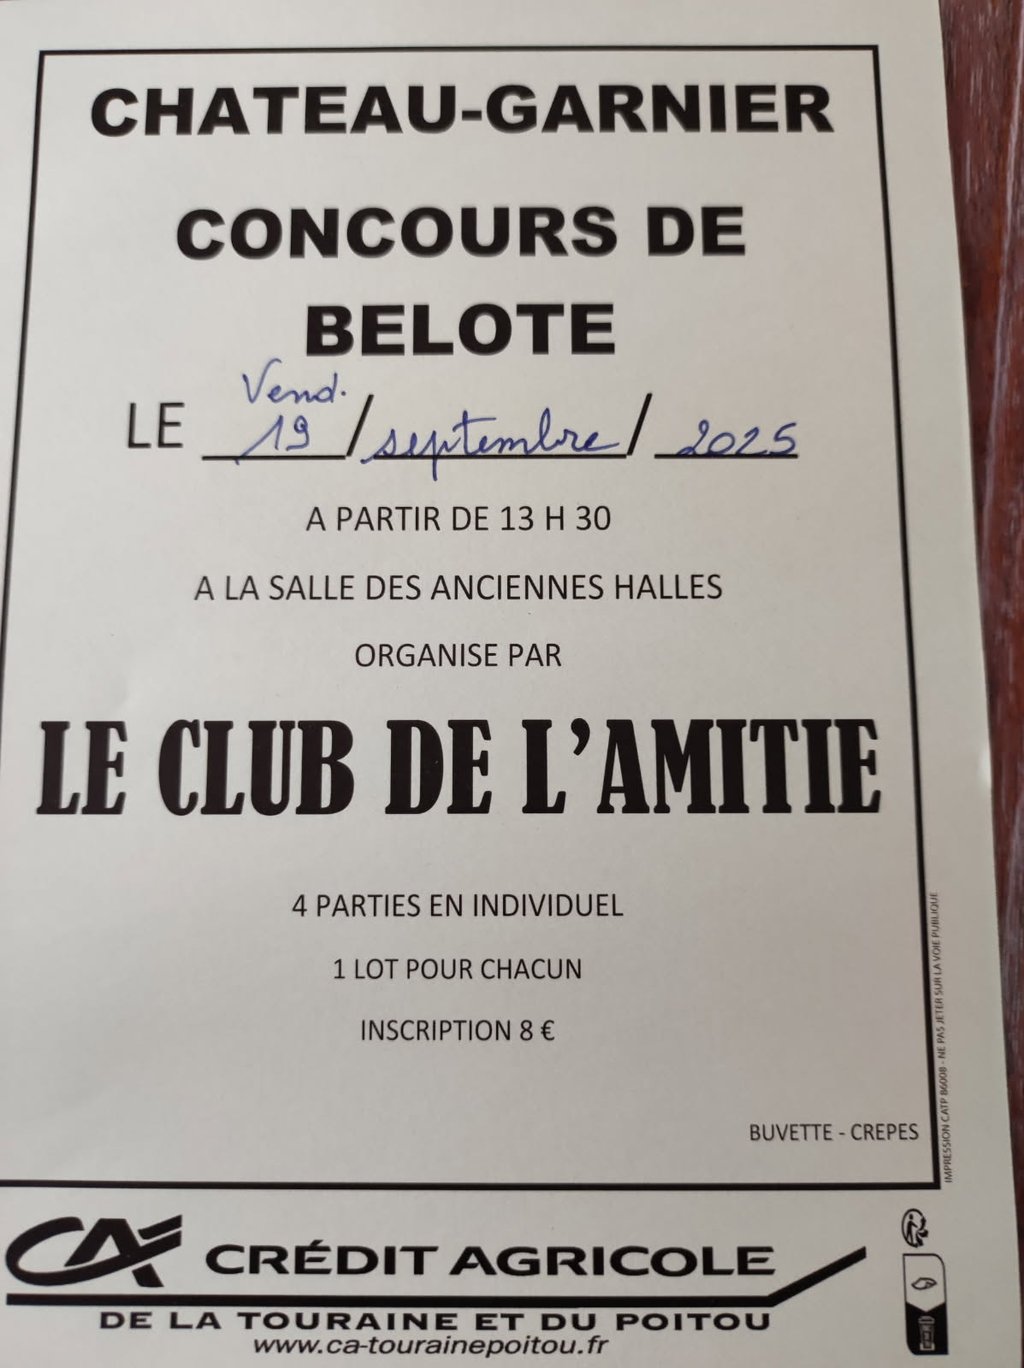 CHATEAU-GARNIER
CONCOURS DE
BELOTE
Vend.
LE 19 / septembre / 2025
A PARTIR DE 13 H 30
A LA SALLE DES ANCIENNES HALLES
ORGANISE PAR
LE CLUB DE L'AMITIE
4 PARTIES EN INDIVIDUEL
1 LOT POUR CHACUN
INSCRIPTION 8 €
BUVETTE - CREPES
IMPRESSION CATP 86008 - NE PAS JETER SUR LA VOIE PUBLIQUE
CA
CRÉDIT AGRICOLE
DE LA TOURAINE ET DU POITOU
www.ca-tourainepoitou.fr